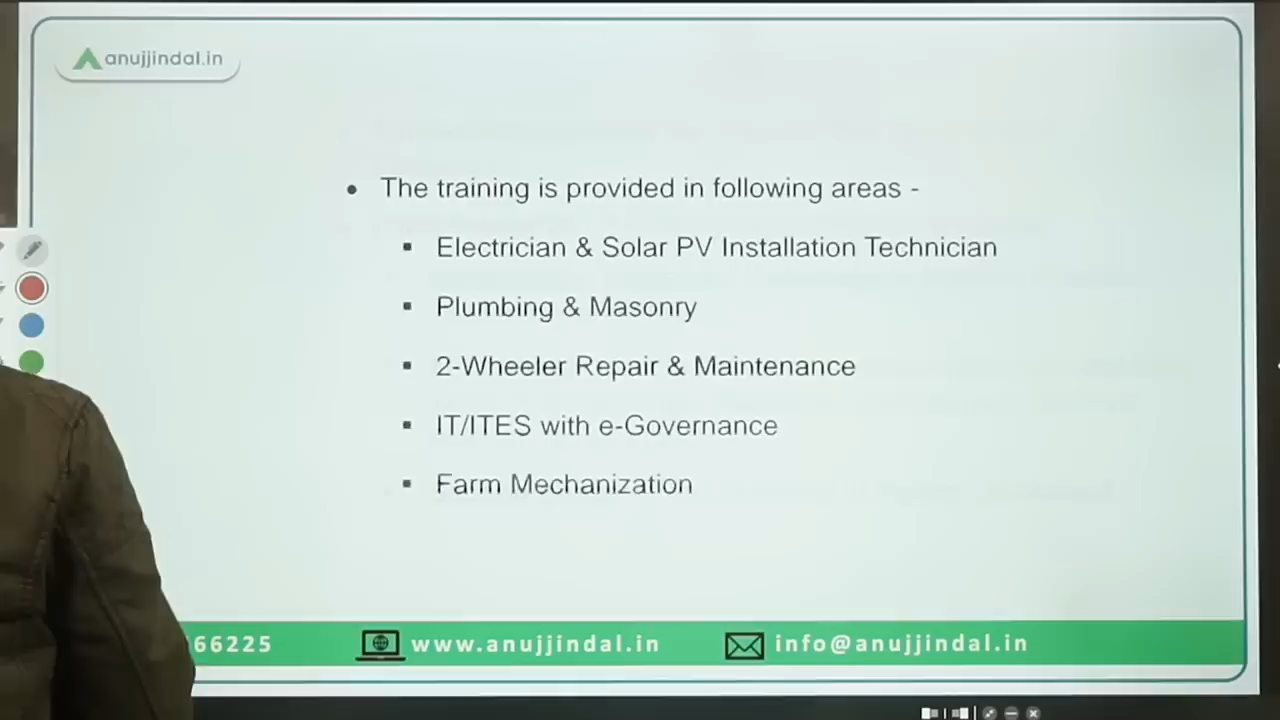 anujjindal.in
• The training is provided in following areas -
▪ Electrician & Solar PV Installation Technician
▪ Plumbing & Masonry
▪ 2-Wheeler Repair & Maintenance
▪ IT/ITES with e-Governance
▪ Farm Mechanization
66225 www.anujjindal.in info@anujjindal.in